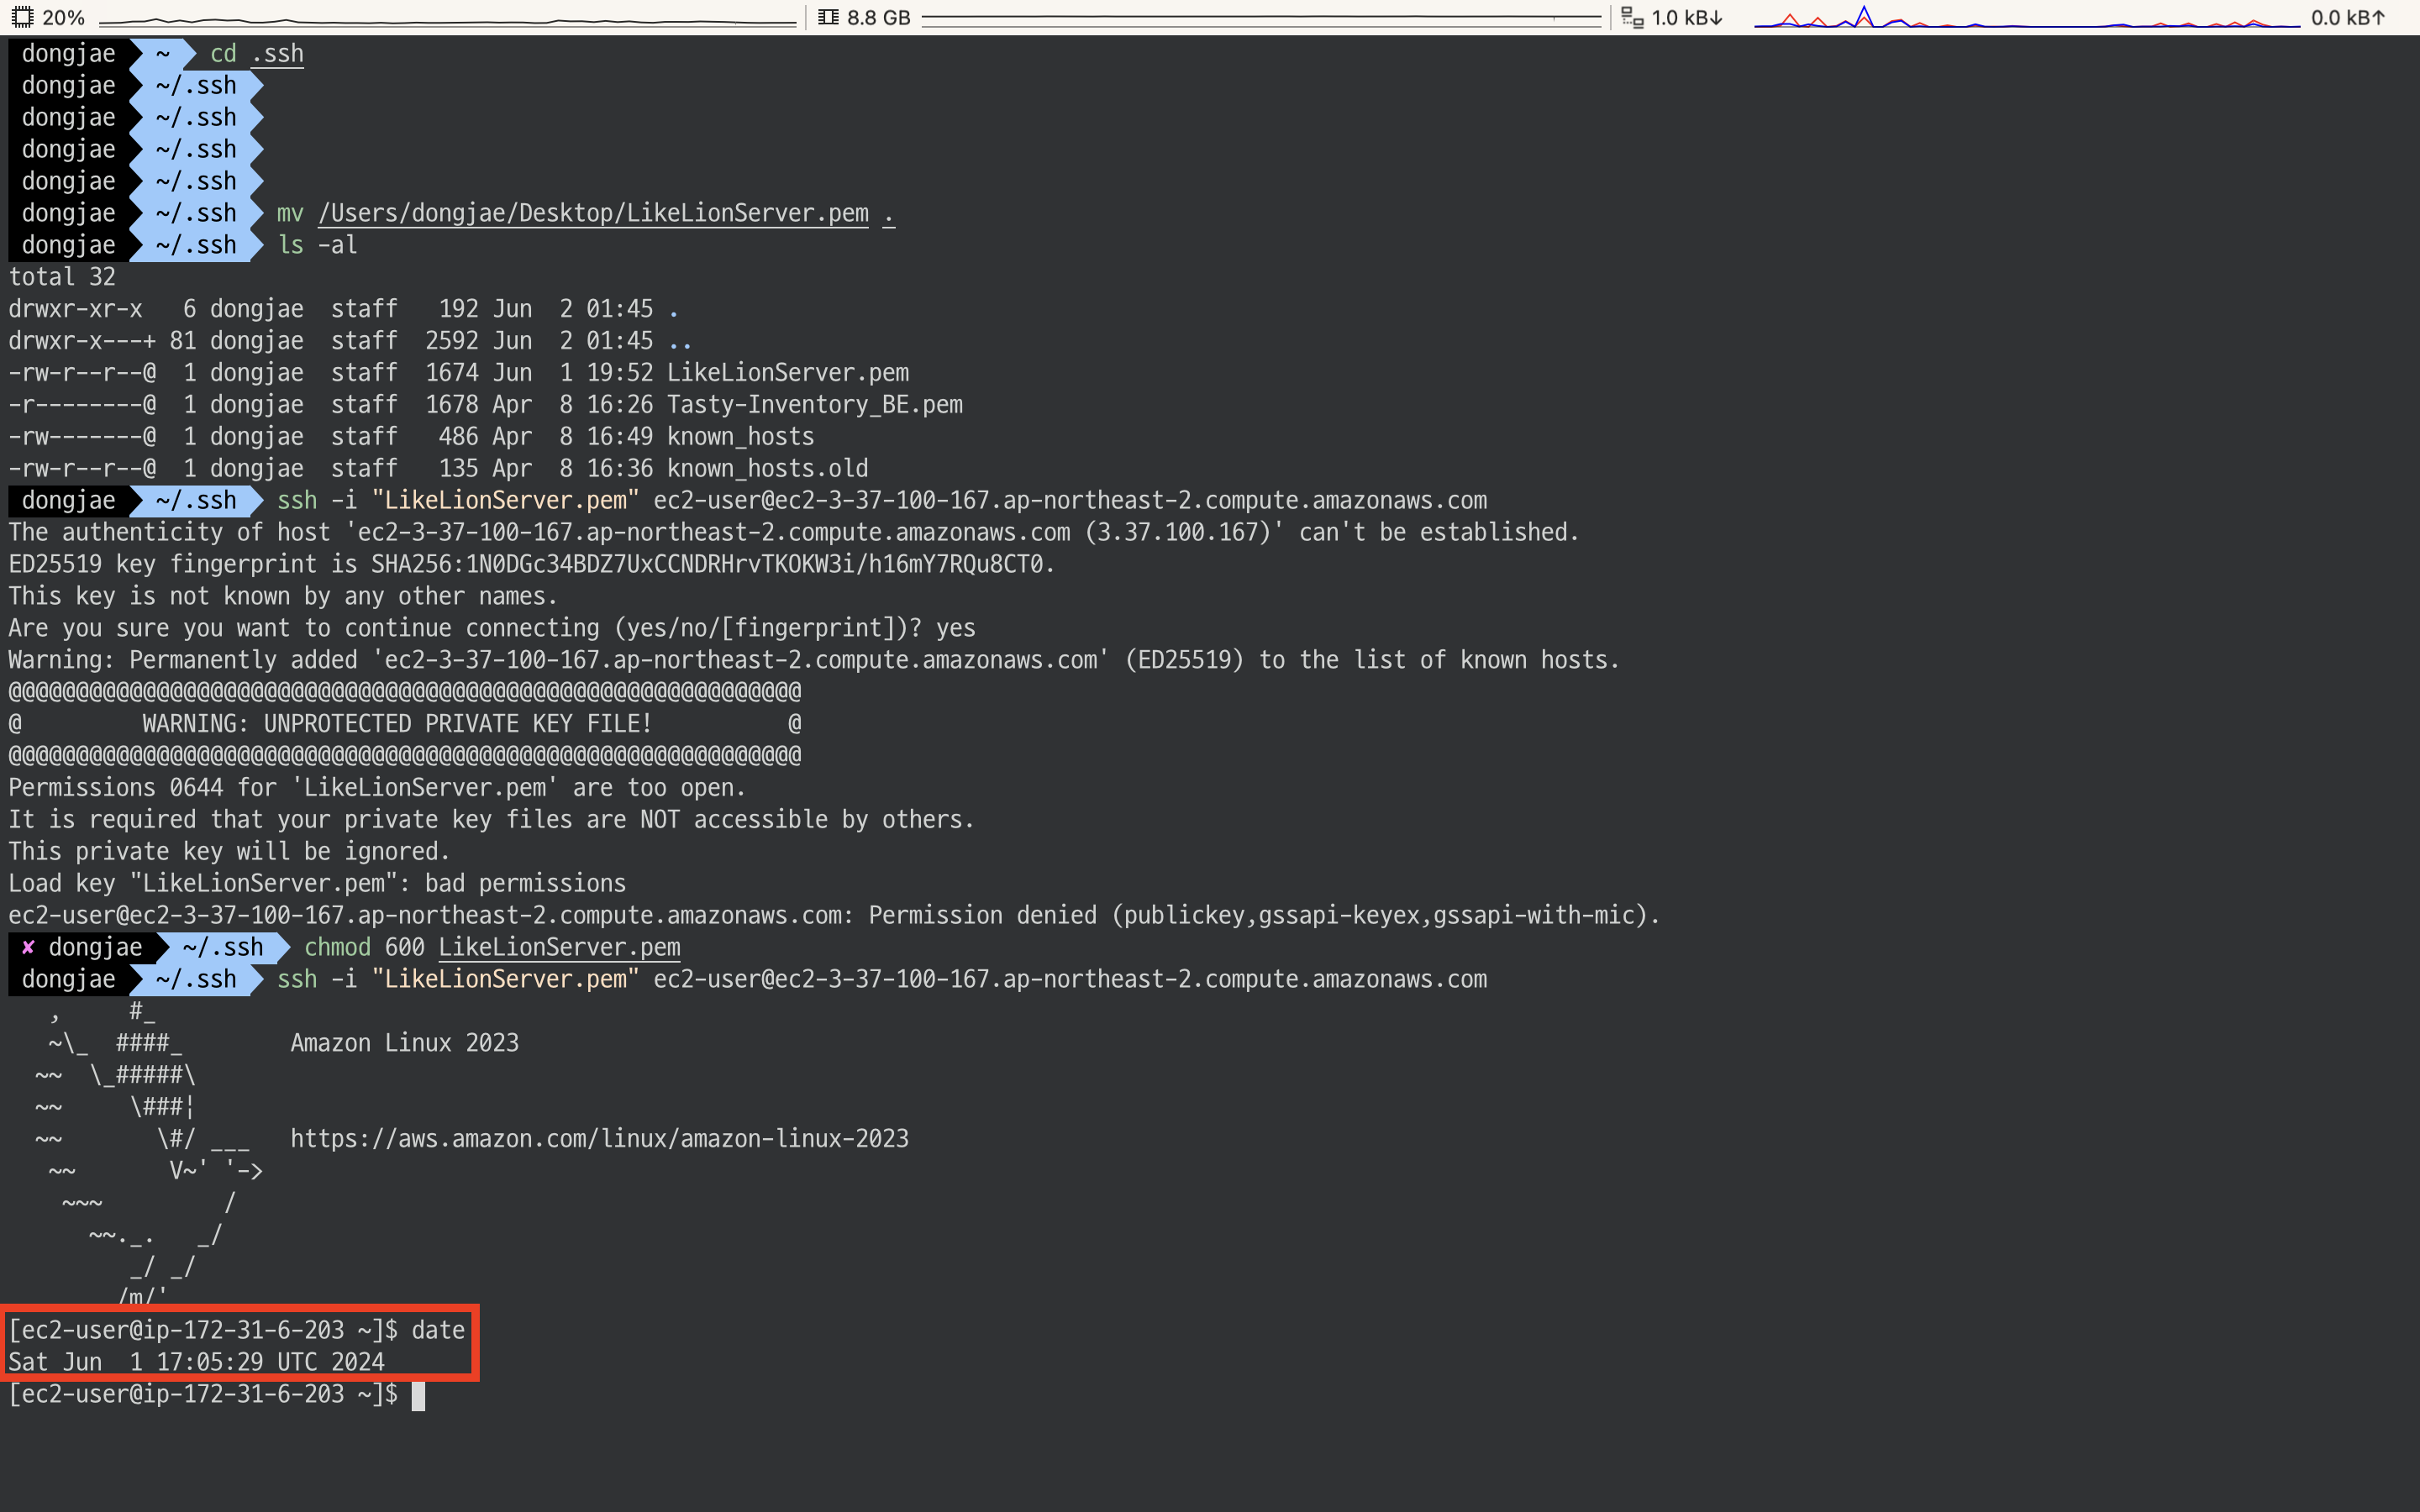 20% 8.8 GB 1.0 kB↓ 0.0 kB↑
dongjae ~ cd .ssh
dongjae ~/.ssh
dongjae ~/.ssh
dongjae ~/.ssh
dongjae ~/.ssh
dongjae ~/.ssh mv /Users/dongjae/Desktop/LikeLionServer.pem .
dongjae ~/.ssh ls -al
total 32
drwxr-xr-x   6 dongjae  staff   192 Jun  2 01:45 .
drwxr-x---+ 81 dongjae  staff  2592 Jun  2 01:45 ..
-rw-r--r--@  1 dongjae  staff  1674 Jun  1 19:52 LikeLionServer.pem
-r--------@  1 dongjae  staff  1678 Apr  8 16:26 Tasty-Inventory_BE.pem
-rw-------@  1 dongjae  staff   486 Apr  8 16:49 known_hosts
-rw-r--r--@  1 dongjae  staff   135 Apr  8 16:36 known_hosts.old
dongjae ~/.ssh ssh -i "LikeLionServer.pem" ec2-user@ec2-3-37-100-167.ap-northeast-2.compute.amazonaws.com
The authenticity of host 'ec2-3-37-100-167.ap-northeast-2.compute.amazonaws.com (3.37.100.167)' can't be established.
ED25519 key fingerprint is SHA256:1N0DGc34BDZ7UxCCNDRHrvTKOKW3i/h16mY7RQu8CT0.
This key is not known by any other names.
Are you sure you want to continue connecting (yes/no/[fingerprint])? yes
Warning: Permanently added 'ec2-3-37-100-167.ap-northeast-2.compute.amazonaws.com' (ED25519) to the list of known hosts.
@@@@@@@@@@@@@@@@@@@@@@@@@@@@@@@@@@@@@@@@@@@@@@@@@@@@@@@@@@@
@         WARNING: UNPROTECTED PRIVATE KEY FILE!          @
@@@@@@@@@@@@@@@@@@@@@@@@@@@@@@@@@@@@@@@@@@@@@@@@@@@@@@@@@@@
Permissions 0644 for 'LikeLionServer.pem' are too open.
It is required that your private key files are NOT accessible by others.
This private key will be ignored.
Load key "LikeLionServer.pem": bad permissions
ec2-user@ec2-3-37-100-167.ap-northeast-2.compute.amazonaws.com: Permission denied (publickey,gssapi-keyex,gssapi-with-mic).
✘ dongjae ~/.ssh chmod 600 LikeLionServer.pem
dongjae ~/.ssh ssh -i "LikeLionServer.pem" ec2-user@ec2-3-37-100-167.ap-northeast-2.compute.amazonaws.com
   ,     #_
   ~\_  ####_        Amazon Linux 2023
  ~~  \_#####\
  ~~     \###|
  ~~       \#/ ___   https://aws.amazon.com/linux/amazon-linux-2023
   ~~       V~' '->
    ~~~         /
      ~~._.   _/
         _/ _/
        /m/'
[ec2-user@ip-172-31-6-203 ~]$ date
Sat Jun  1 17:05:29 UTC 2024
[ec2-user@ip-172-31-6-203 ~]$